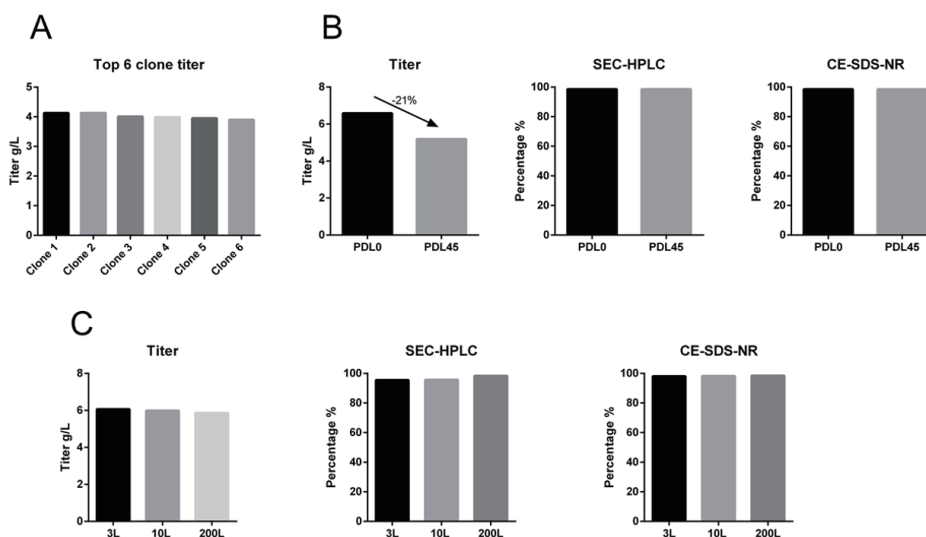 A
Top 6 clone titer
Titer g/L
5
4
3
2
1
0
Clone 1
Clone 2
Clone 3
Clone 4
Clone 5
Clone 6
B
Titer
Titer g/L
8
6
4
2
0
-21%
PDL0
PDL45
SEC-HPLC
Percentage %
100
80
60
40
20
0
PDL0
PDL45
CE-SDS-NR
Percentage %
100
80
60
40
20
0
PDL0
PDL45
C
Titer
Titer g/L
8
6
4
2
0
3L
10L
200L
SEC-HPLC
Percentage %
100
80
60
40
20
0
3L
10L
200L
CE-SDS-NR
Percentage %
100
80
60
40
20
0
3L
10L
200L